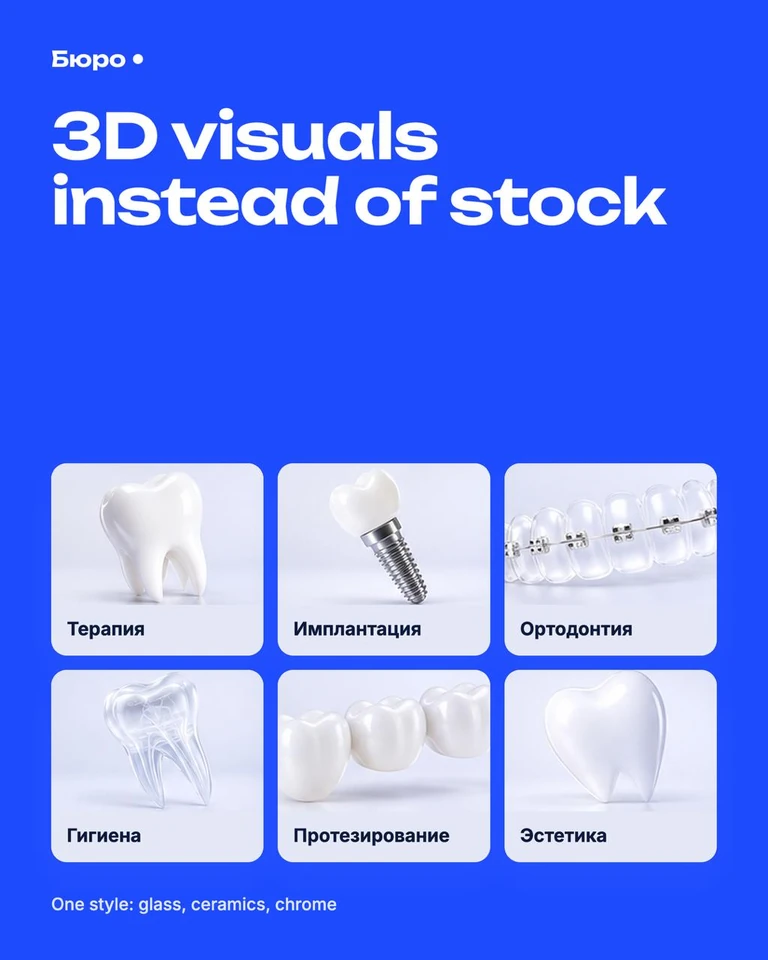 Бюро •
3D visuals
instead of stock
Терапия
Имплантация
Ортодонтия
Гигиена
Протезирование
Эстетика
One style: glass, ceramics, chrome